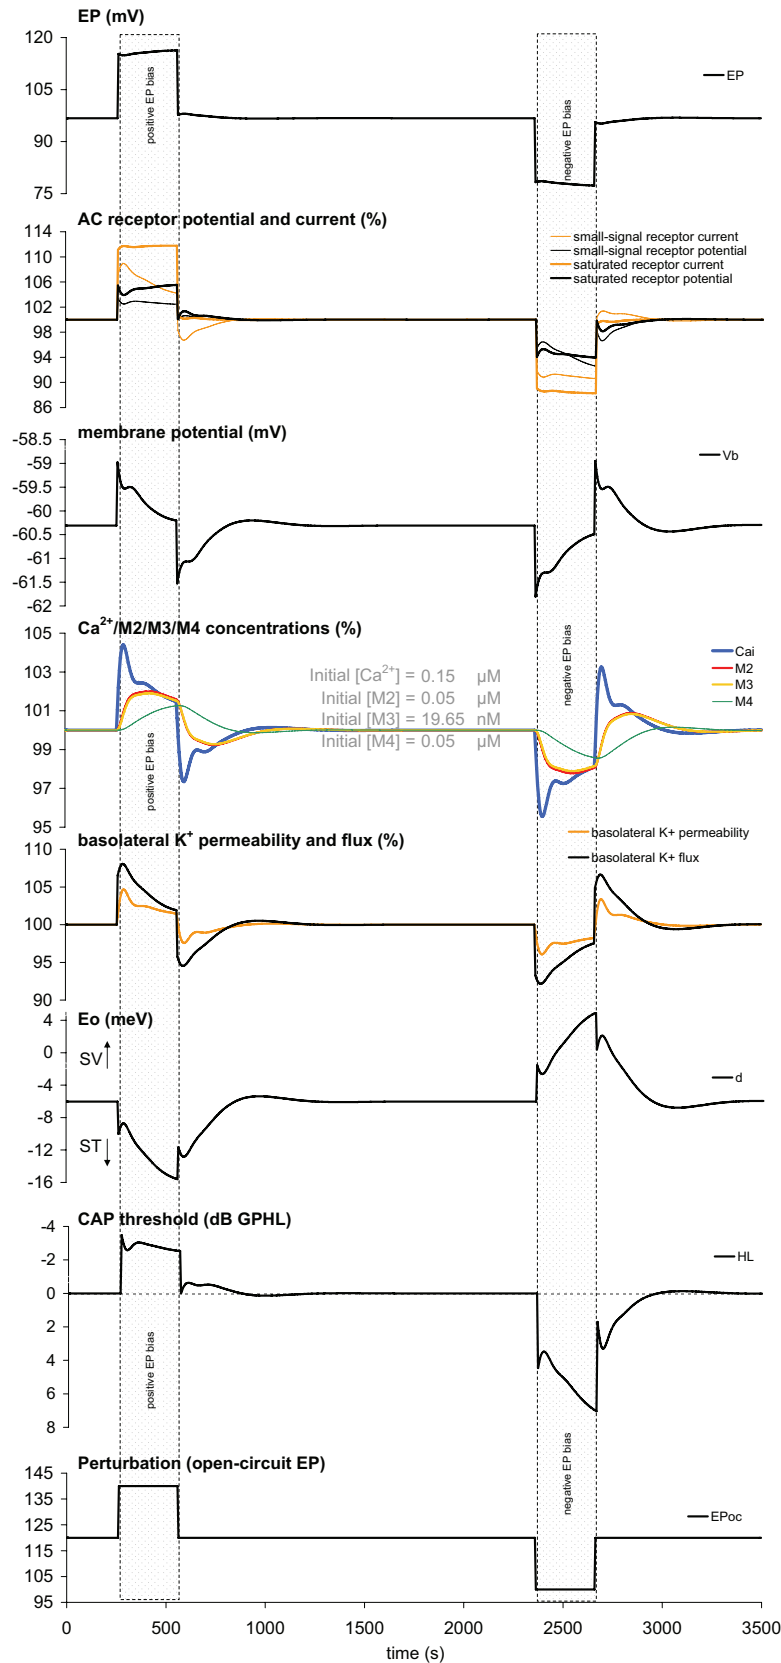 EP (mV)
120
105
90
75
positive EP bias
negative EP bias
EP
AC receptor potential and current (%)
114
110
106
102
98
94
90
86
small-signal receptor current
small-signal receptor potential
saturated receptor current
saturated receptor potential
membrane potential (mV)
-58.5
-59
-59.5
-60
-60.5
-61
-61.5
-62
Vb
Ca2+/M2/M3/M4 concentrations (%)
105
103
101
99
97
95
Initial [Ca2+] = 0.15 µM
Initial [M2] = 0.05 µM
Initial [M3] = 19.65 nM
Initial [M4] = 0.05 µM
positive EP bias
negative EP bias
Cai
M2
M3
M4
basolateral K+ permeability and flux (%)
110
105
100
95
90
basolateral K+ permeability
basolateral K+ flux
Eo (meV)
4
0
-4
-8
-12
-16
SV
ST
d
CAP threshold (dB GPHL)
-4
-2
0
2
4
6
8
positive EP bias
HL
Perturbation (open-circuit EP)
145
135
125
115
105
95
negative EP bias
EPoc
0 500 1000 1500 2000 2500 3000 3500
time (s)